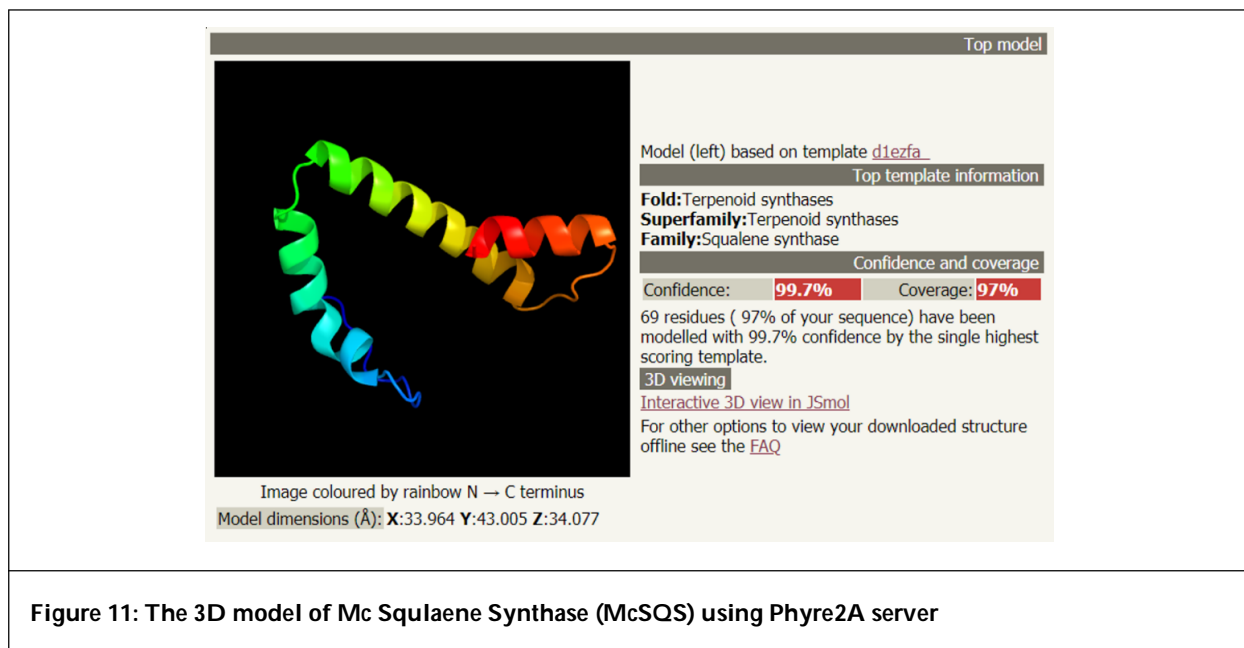 Top model
Model (left) based on template d1ezfa_
Top template information
Fold:Terpenoid synthases
Superfamily:Terpenoid synthases
Family:Squalene synthase
Confidence and coverage
Confidence: 99.7% Coverage: 97%
69 residues ( 97% of your sequence) have been
modelled with 99.7% confidence by the single highest
scoring template.
3D viewing
Interactive 3D view in JSmol
For other options to view your downloaded structure
offline see the FAQ
Image coloured by rainbow N → C terminus
Model dimensions (Å): X:33.964 Y:43.005 Z:34.077
Figure 11: The 3D model of Mc Squlaene Synthase (McSQS) using Phyre2A server